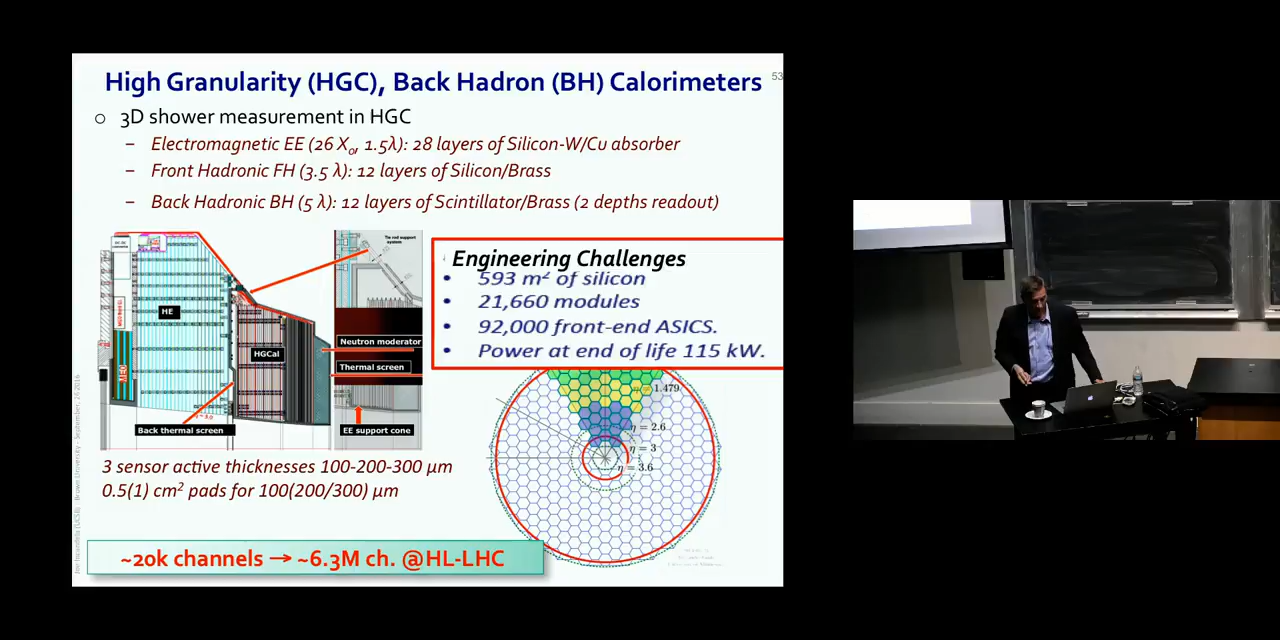 High Granularity (HGC), Back Hadron (BH) Calorimeters
53
o 3D shower measurement in HGC
– Electromagnetic EE (26 Xo, 1.5λ): 28 layers of Silicon-W/Cu absorber
– Front Hadronic FH (3.5 λ): 12 layers of Silicon/Brass
– Back Hadronic BH (5 λ): 12 layers of Scintillator/Brass (2 depths readout)
Tie rod support
system
HE
HGCal
Neutron moderator
Thermal screen
Back thermal screen
EE support cone
Engineering Challenges
• 593 m² of silicon
• 21,660 modules
• 92,000 front-end ASICS.
• Power at end of life 115 kW.
1.479
η = 2.6
η = 3
η = 3.6
3 sensor active thicknesses 100-200-300 μm
0.5(1) cm² pads for 100(200/300) μm
~20k channels → ~6.3M ch. @HL-LHC